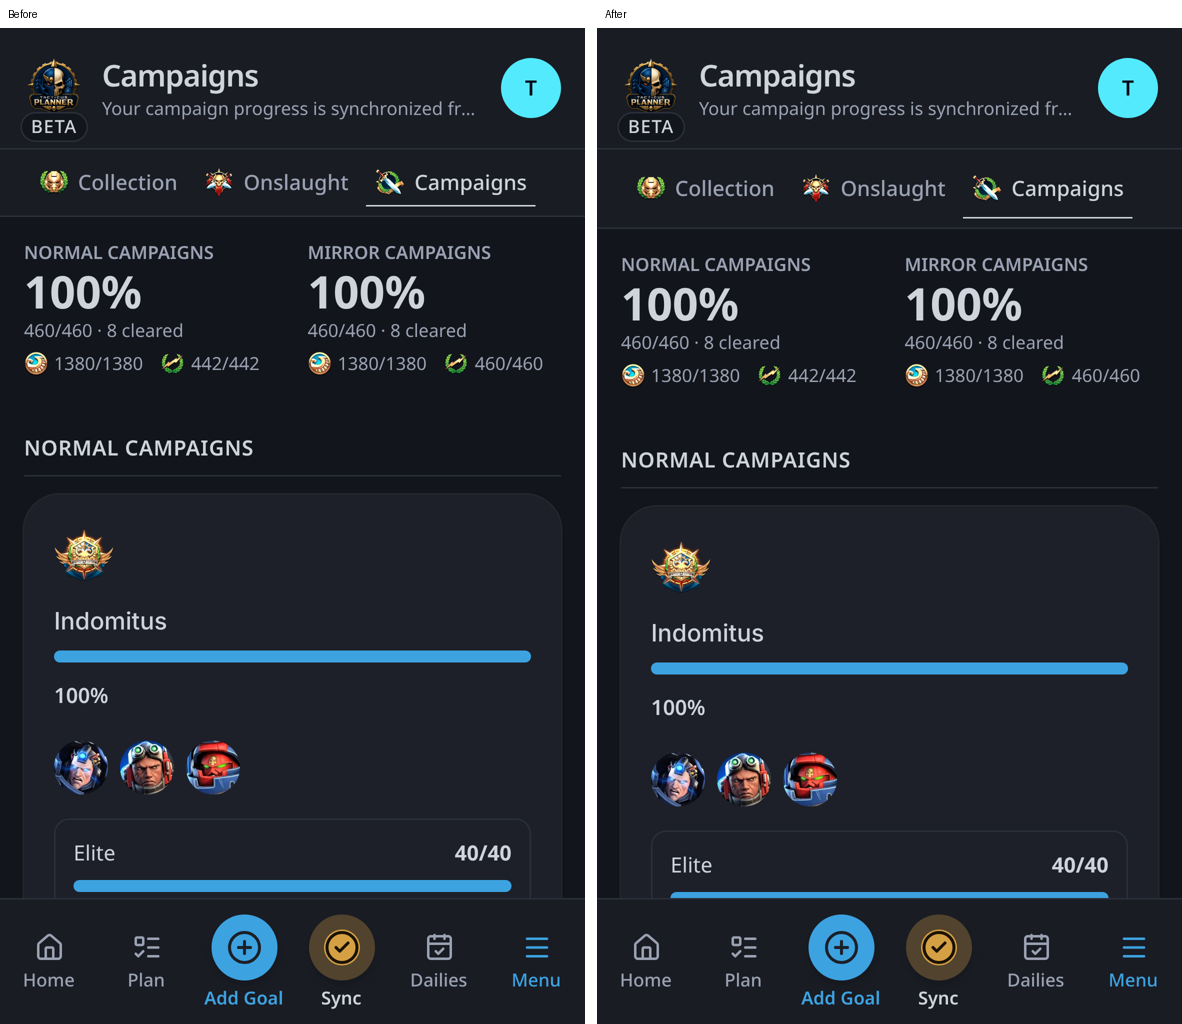 Before
TACTICUS
PLANNER
BETA
Campaigns
Your campaign progress is synchronized fr...
T
Collection
Onslaught
Campaigns
NORMAL CAMPAIGNS
100%
460/460 · 8 cleared
1380/1380
442/442
MIRROR CAMPAIGNS
100%
460/460 · 8 cleared
1380/1380
460/460
NORMAL CAMPAIGNS
Indomitus
100%
Elite
40/40
Home
Plan
Add Goal
Sync
Dailies
Menu
After
TACTICUS
PLANNER
BETA
Campaigns
Your campaign progress is synchronized fr...
T
Collection
Onslaught
Campaigns
NORMAL CAMPAIGNS
100%
460/460 · 8 cleared
1380/1380
442/442
MIRROR CAMPAIGNS
100%
460/460 · 8 cleared
1380/1380
460/460
NORMAL CAMPAIGNS
Indomitus
100%
Elite
40/40
Home
Plan
Add Goal
Sync
Dailies
Menu